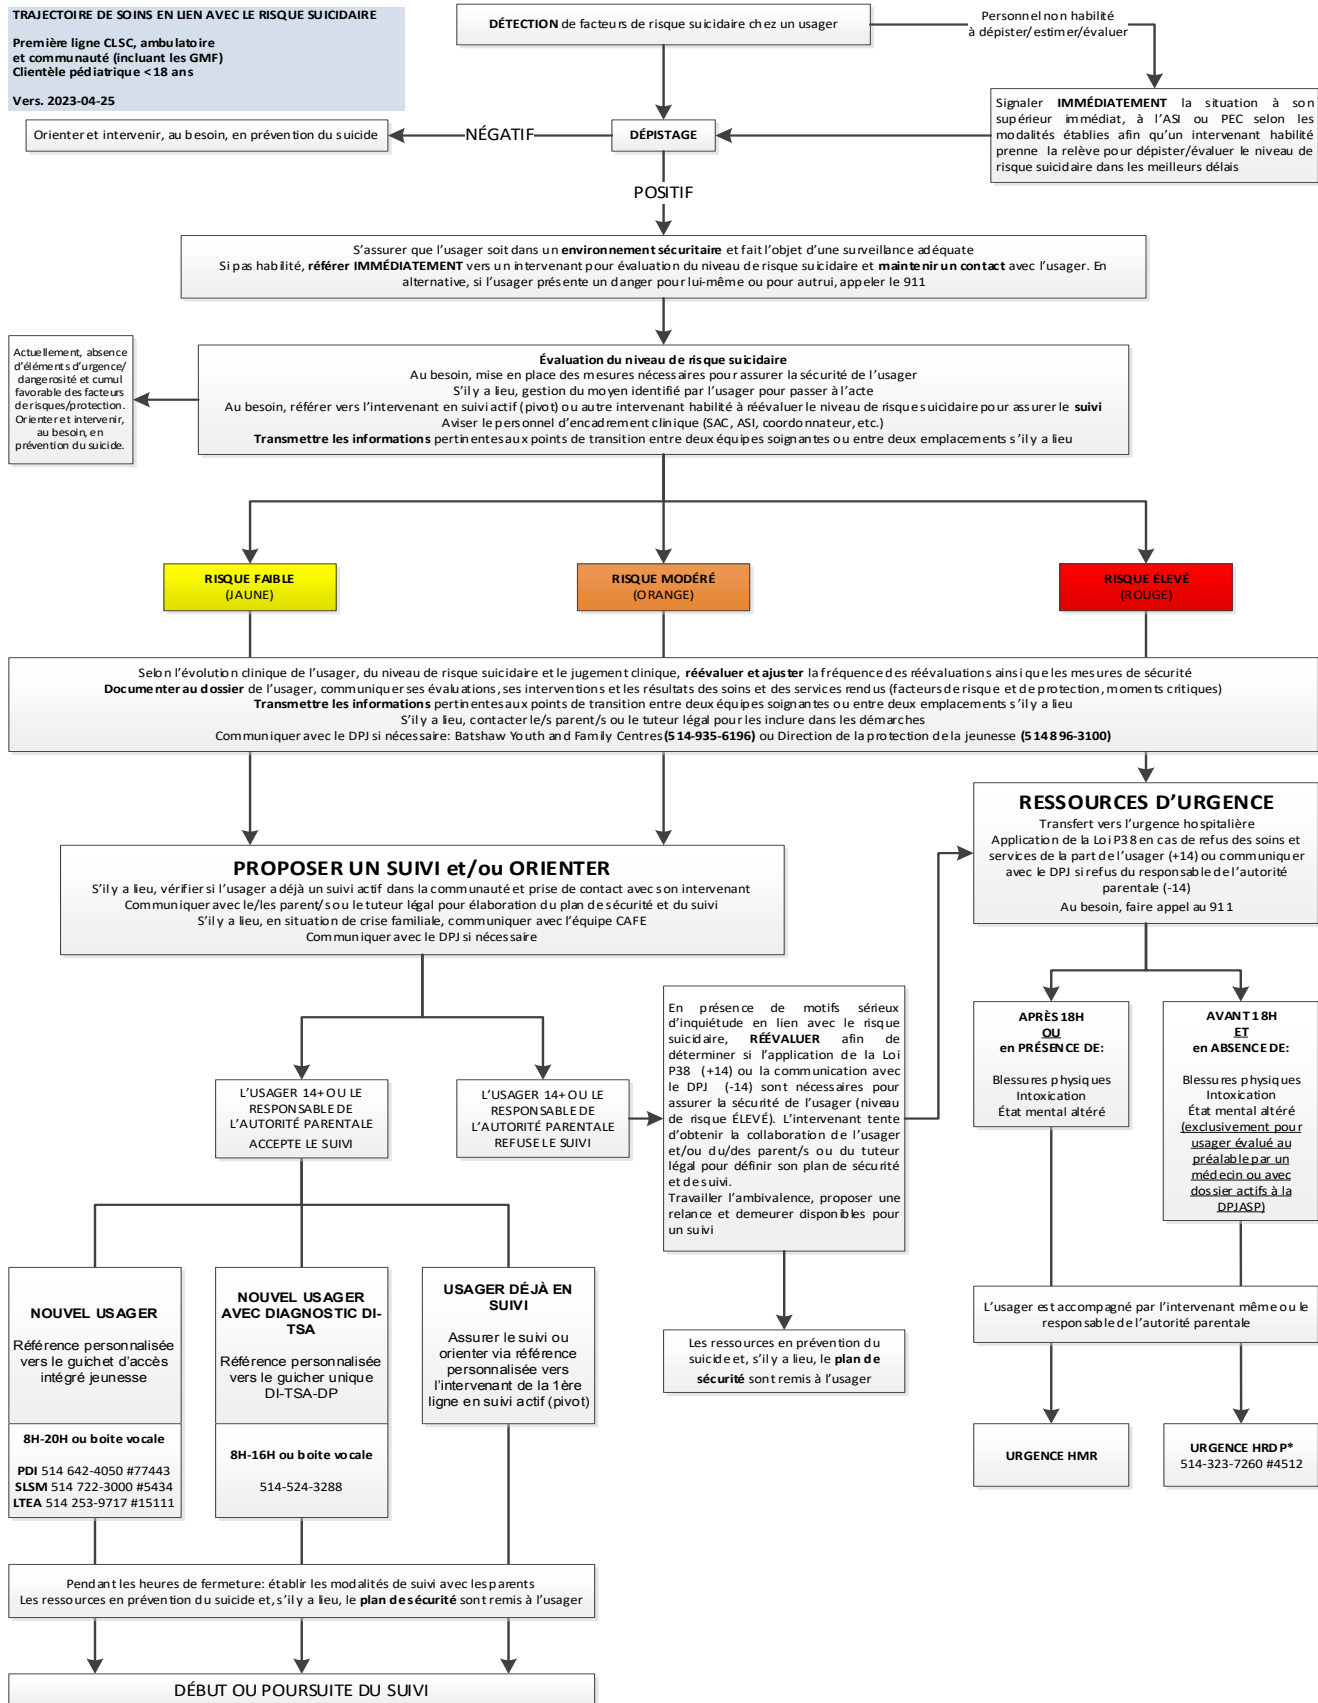 TRAJECTOIRE DE SOINS EN LIEN AVEC LE RISQUE SUICIDAIRE
Première ligne CLSC, ambulatoire
et communauté (incluant les GMF)
Clientèle pédiatrique <18 ans
Vers. 2023-04-25
DÉTECTION de facteurs de risque suicidaire chez un usager
Personnel non habilité
à dépister/estimer/évaluer
Signaler IMMÉDIATEMENT la situation à son
supérieur immédiat, à l'ASI ou PEC selon les
modalités établies afin qu'un intervenant habilité
prenne la relève pour dépister/évaluer le niveau de
risque suicidaire dans les meilleurs délais
Orienter et intervenir, au besoin, en prévention du suicide
NÉGATIF
DÉPISTAGE
POSITIF
S'assurer que l'usager soit dans un environnement sécuritaire et fait l'objet d'une surveillance adéquate
Si pas habilité, référer IMMÉDIATEMENT vers un intervenant pour évaluation du niveau de risque suicidaire et maintenir un contact avec l'usager. En
alternative, si l'usager présente un danger pour lui-même ou pour autrui, appeler le 911
Actuellement, absence
d'éléments d'urgence/
dangerosité et cumul
favorable des facteurs
de risques/protection.
Orienter et intervenir,
au besoin, en
prévention du suicide.
Évaluation du niveau de risque suicidaire
Au besoin, mise en place des mesures nécessaires pour assurer la sécurité de l'usager
S'il y a lieu, gestion du moyen identifié par l'usager pour passer à l'acte
Au besoin, référer vers l'intervenant en suivi actif (pivot) ou autre intervenant habilité à réévaluer le niveau de risque suicidaire pour assurer le suivi
Aviser le personnel d'encadrement clinique (SAC, ASI, coordonnateur, etc.)
Transmettre les informations pertinentes aux points de transition entre deux équipes soignantes ou entre deux emplacements s'il y a lieu
RISQUE FAIBLE
(JAUNE)
RISQUE MODÉRÉ
(ORANGE)
RISQUE ÉLEVÉ
(ROUGE)
Selon l'évolution clinique de l'usager, du niveau de risque suicidaire et le jugement clinique, réévaluer et ajuster la fréquence des réévaluations ainsi que les mesures de sécurité
Documenter au dossier de l'usager, communiquer ses évaluations, ses interventions et les résultats des soins et des services rendus (facteurs de risque et de protection, moments critiques)
Transmettre les informations pertinentes aux points de transition entre deux équipes soignantes ou entre deux emplacements s'il y a lieu
S'il y a lieu, contacter le/s parent/s ou le tuteur légal pour les inclure dans les démarches
Communiquer avec le DPJ si nécessaire: Batshaw Youth and Family Centres (514-935-6196) ou Direction de la protection de la jeunesse (514 896-3100)
PROPOSER UN SUIVI et/ou ORIENTER
S'il y a lieu, vérifier si l'usager a déjà un suivi actif dans la communauté et prise de contact avec son intervenant
Communiquer avec le/les parent/s ou le tuteur légal pour élaboration du plan de sécurité et du suivi
S'il y a lieu, en situation de crise familiale, communiquer avec l'équipe CAFE
Communiquer avec le DPJ si nécessaire
RESSOURCES D'URGENCE
Transfert vers l'urgence hospitalière
Application de la Loi P38 en cas de refus des soins et
services de la part de l'usager (+14) ou communiquer
avec le DPJ si refus du responsable de l'autorité
parentale (-14)
Au besoin, faire appel au 911
L'USAGER 14+ OU LE
RESPONSABLE DE
L'AUTORITÉ PARENTALE
ACCEPTE LE SUIVI
L'USAGER 14+ OU LE
RESPONSABLE DE
L'AUTORITÉ PARENTALE
REFUSE LE SUIVI
En présence de motifs sérieux
d'inquiétude en lien avec le risque
suicidaire, RÉÉVALUER afin de
déterminer si l'application de la Loi
P38 (+14) ou la communication avec
le DPJ (-14) sont nécessaires pour
assurer la sécurité de l'usager (niveau
de risque ÉLEVÉ). L'intervenant tente
d'obtenir la collaboration de l'usager
et/ou du/des parent/s ou du tuteur
légal pour définir son plan de sécurité
et de suivi.
Travailler l'ambivalence, proposer une
relance et demeurer disponibles pour
un suivi
APRÈS 18H
OU
en PRÉSENCE DE:
Blessures physiques
Intoxication
État mental altéré
AVANT 18H
ET
en ABSENCE DE:
Blessures physiques
Intoxication
État mental altéré
(exclusivement pour
usager évalué au
préalable par un
médecin ou avec
dossier actifs à la
DPJASP)
NOUVEL USAGER
Référence personnalisée
vers le guichet d'accès
intégré jeunesse
8H-20H ou boite vocale
PDI 514 642-4050 #77443
SLSM 514 722-3000 #5434
LTEA 514 253-9717 #15111
NOUVEL USAGER
AVEC DIAGNOSTIC DI-
TSA
Référence personnalisée
vers le guicher unique
DI-TSA-DP
8H-16H ou boite vocale
514-524-3288
USAGER DÉJÀ EN
SUIVI
Assurer le suivi ou
orienter via référence
personnalisée vers
l'intervenant de la 1ère
ligne en suivi actif (pivot)
Les ressources en prévention du
suicide et, s'il y a lieu, le plan de
sécurité sont remis à l'usager
L'usager est accompagné par l'intervenant même ou le
responsable de l'autorité parentale
URGENCE HMR
URGENCE HRDP*
514-323-7260 #4512
Pendant les heures de fermeture: établir les modalités de suivi avec les parents
Les ressources en prévention du suicide et, s'il y a lieu, le plan de sécurité sont remis à l'usager
DÉBUT OU POURSUITE DU SUIVI